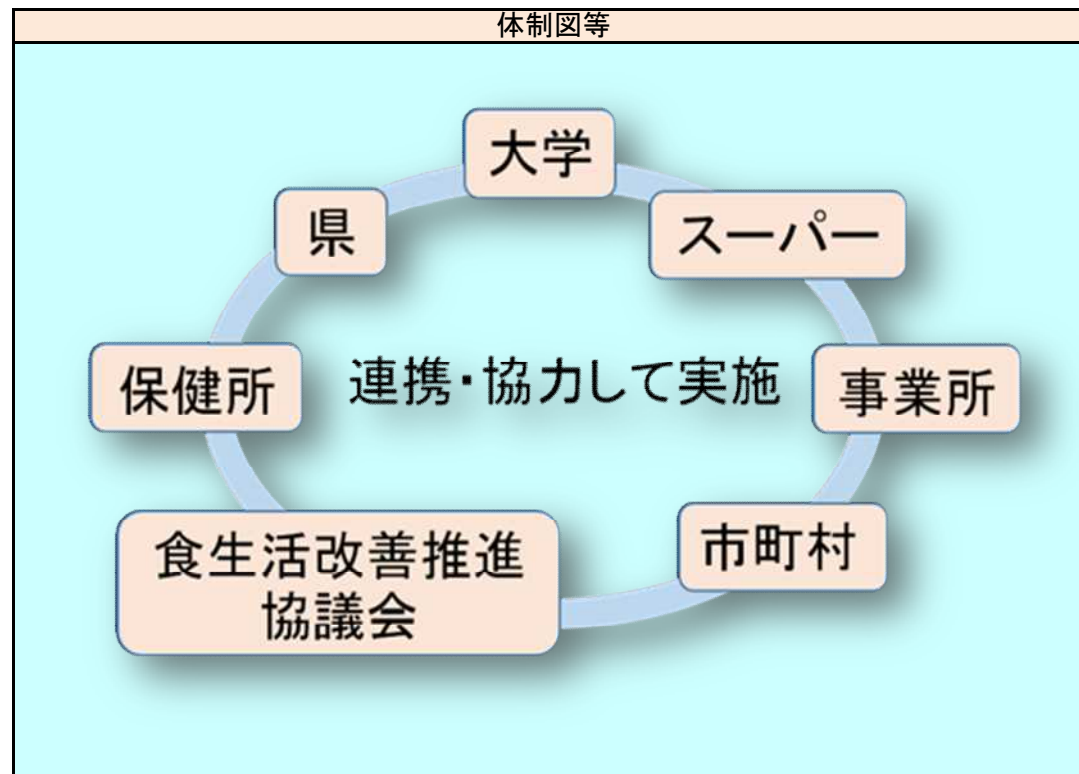 体制図等
大学
県
スーパー
保健所
連携・協力して実施
事業所
食生活改善推進
協議会
市町村